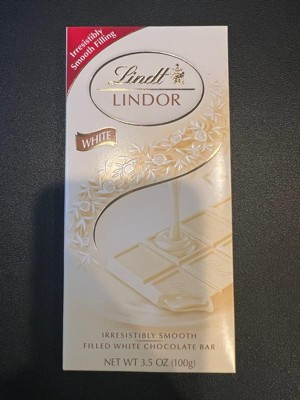 Irresistibly
Smooth Filling
Lindt
LINDOR
WHITE
IRRESISTIBLY SMOOTH
FILLED WHITE CHOCOLATE BAR
NET WT 3.5 OZ (100g)